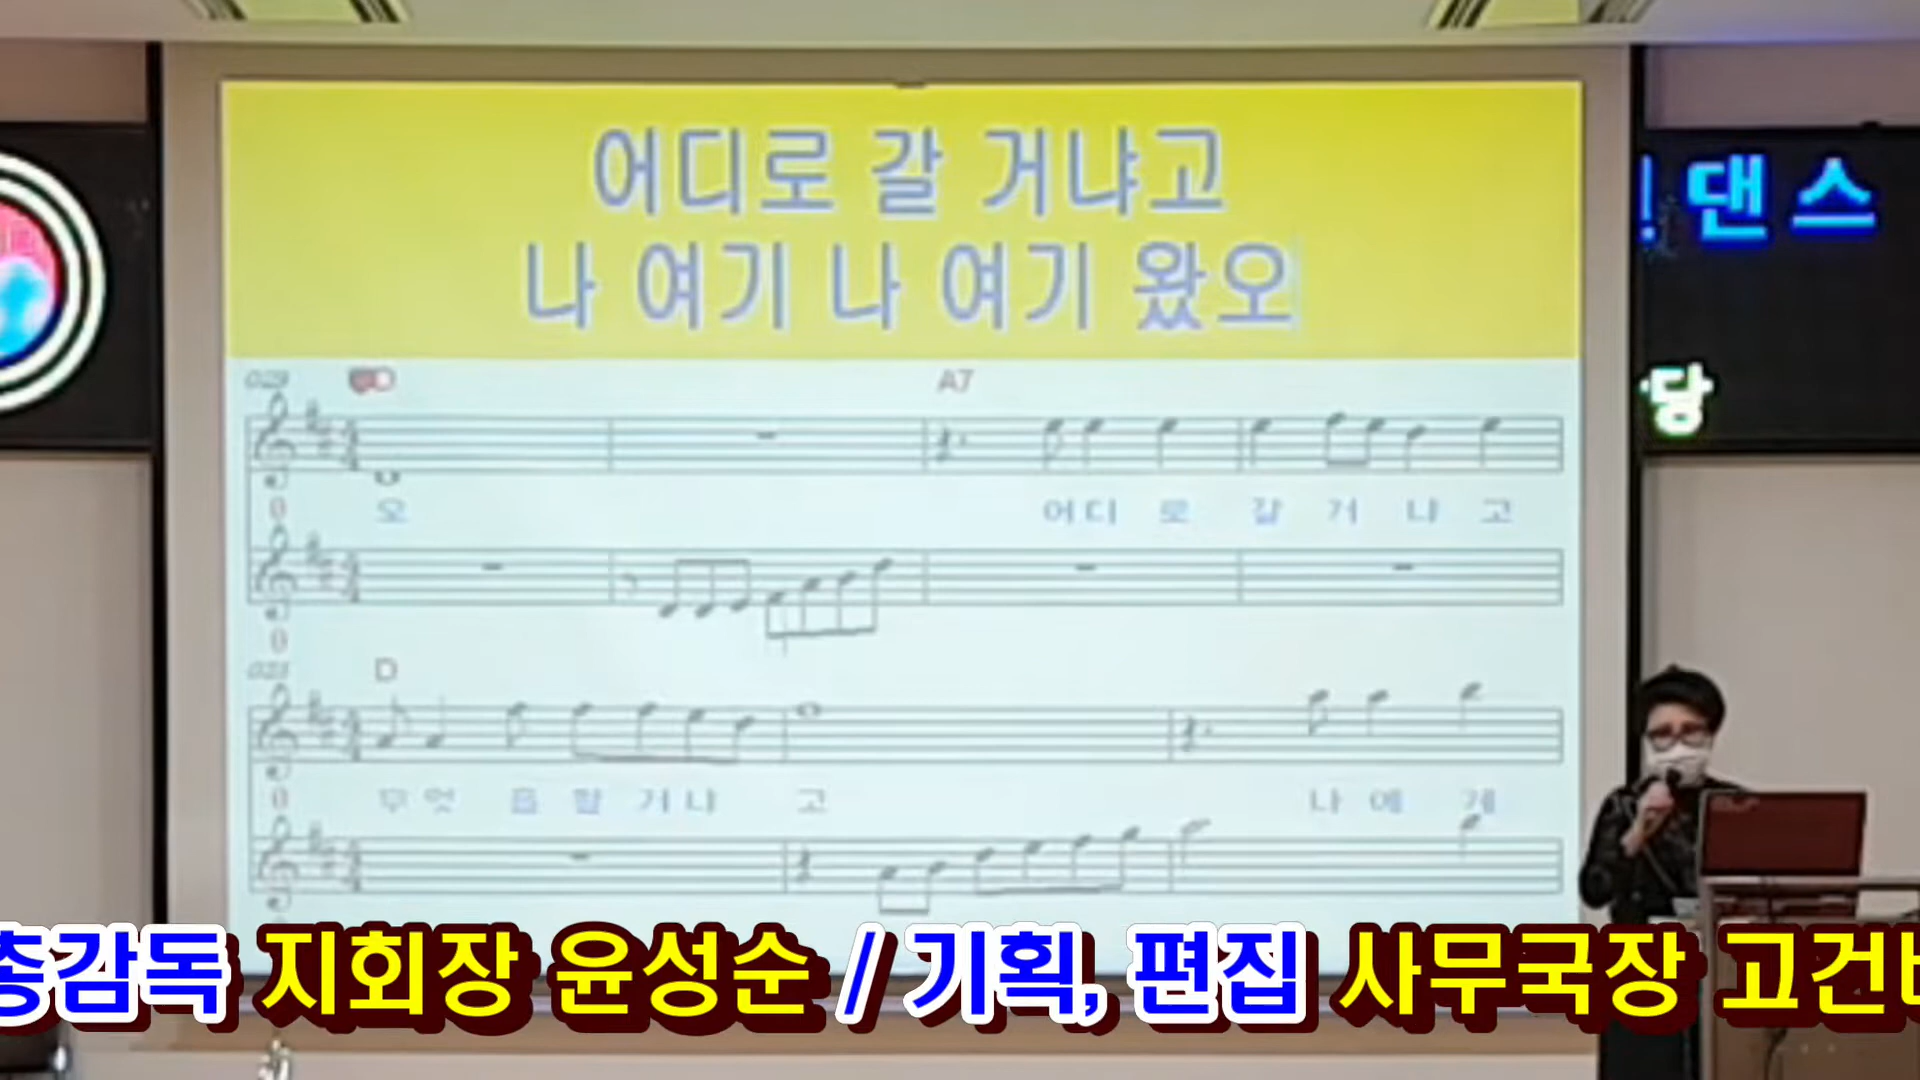 어디로 갈 거냐고
나 여기 나 여기 왔오
! 댄스
당
A7
오 어디로 갈 거냐고
D
무엇을 할 거냐고 나에게
총감독 지회장 윤성순 / 기획, 편집 사무국장 고건